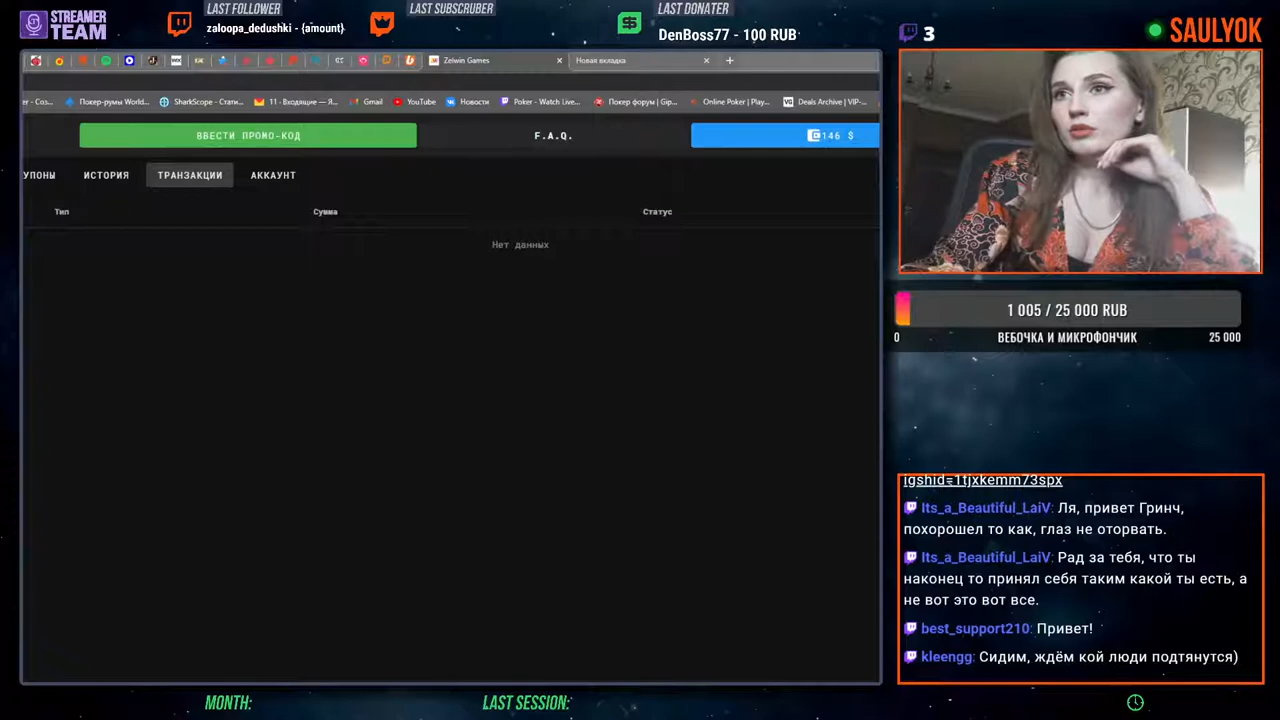 STREAMER
TEAM
LAST FOLLOWER
zaloopa_dedushki - {amount}
LAST SUBSCRUBER
LAST DONATER
DenBoss77 - 100 RUB
3
SAULYOK
Zeiwin Games
Новая вкладка
Покер-румы World...
SharkScope - Стати...
11 - Входящие — Я...
Gmail
YouTube
Новости
Poker - Watch Live...
Покер форум | Gip...
Online Poker | Play...
Deals Archive | VIP-...
ВВЕСТИ ПРОМО-КОД
F.A.Q.
146 $
УПОНЫ
ИСТОРИЯ
ТРАНЗАКЦИИ
АККАУНТ
Тип
Сумма
Статус
Нет данных
1 005 / 25 000 RUB
0
ВЕБОЧКА И МИКРОФОНЧИК
25 000
igshid=1tjxkemm73spx
Its_a_Beautiful_LaiV: Ля, привет Гринч,
похорошел то как, глаз не оторвать.
Its_a_Beautiful_LaiV: Рад за тебя, что ты
наконец то принял себя таким какой ты есть, а
не вот это вот все.
best_support210: Привет!
kleengg: Сидим, ждём кой люди подтянутся)
MONTH:
LAST SESSION: